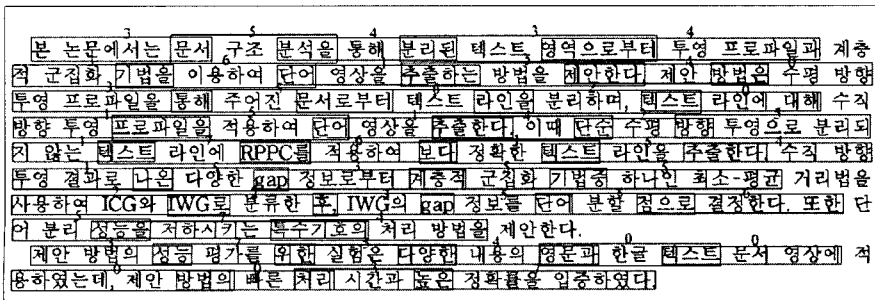 본 논문에서는 문서 구조 분석을 통해 분리된 텍스트 영역으로부터 투영 프로파일과 계층
적 군집화 기법을 이용하여 단어 영상을 추출하는 방법을 제안한다. 제안 방법은 수평 방향
투영 프로파일을 통해 주어진 문서로부터 텍스트 라인을 분리하며, 텍스트 라인에 대해 수직
방향 투영 프로파일을 적용하여 단어 영상을 추출한다. 이때 단순 수평 방향 투영으로 분리되
지 않는 텍스트 라인에 RPPC를 적용하여 보다 정확한 텍스트 라인을 추출한다. 수직 방향
투영 결과로 나온 다양한 gap 정보로부터 계층적 군집화 기법중 하나인 최소-평균 거리법을
사용하여 ICG와 IWG로 분류한 후, IWG의 gap 정보를 단어 분할 점으로 결정한다. 또한 단
어 분리 성능을 저하시키는 특수기호의 처리 방법을 제안한다.
제안 방법의 성능 평가를 위한 실험은 다양한 내용의 영문과 한글 텍스트 문서 영상에 적
용하였는데, 제안 방법의 빠른 처리 시간과 높은 정확률을 입증하였다.